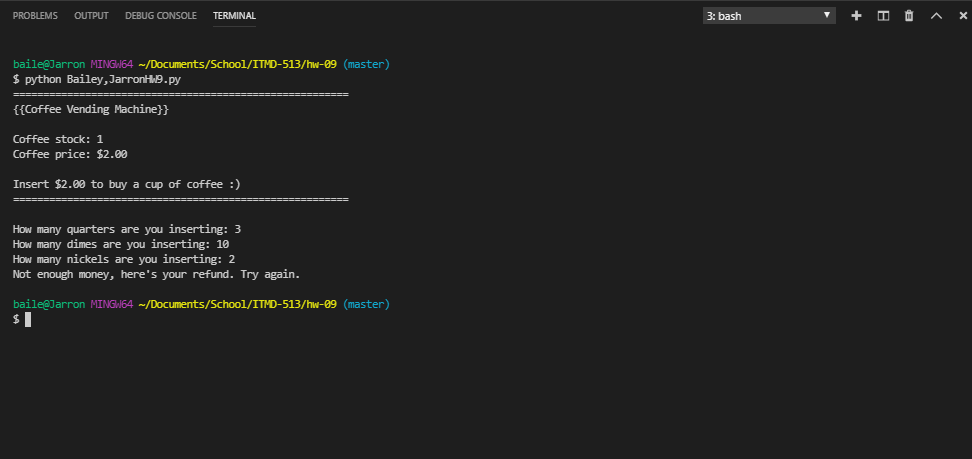 PROBLEMS OUTPUT DEBUG CONSOLE TERMINAL 3: bash
baile@Jarron MINGW64 ~/Documents/School/ITMD-513/hw-09 (master)
$ python Bailey,JarronHW9.py
========================================================
{{Coffee Vending Machine}}
Coffee stock: 1
Coffee price: $2.00
Insert $2.00 to buy a cup of coffee :)
========================================================
How many quarters are you inserting: 3
How many dimes are you inserting: 10
How many nickels are you inserting: 2
Not enough money, here's your refund. Try again.
baile@Jarron MINGW64 ~/Documents/School/ITMD-513/hw-09 (master)
$